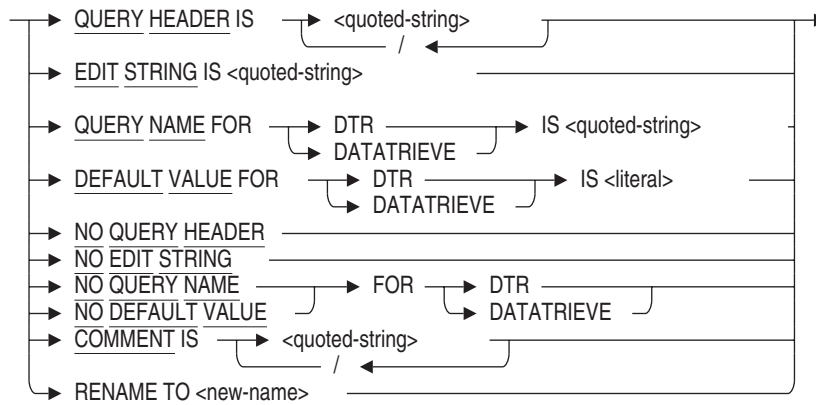 QUERY HEADER IS <quoted-string>
/
EDIT STRING IS <quoted-string>
QUERY NAME FOR DTR IS <quoted-string>
DATATRIEVE
DEFAULT VALUE FOR DTR IS <literal>
DATATRIEVE
NO QUERY HEADER
NO EDIT STRING
NO QUERY NAME FOR DTR
NO DEFAULT VALUE DATATRIEVE
COMMENT IS <quoted-string>
/
RENAME TO <new-name>